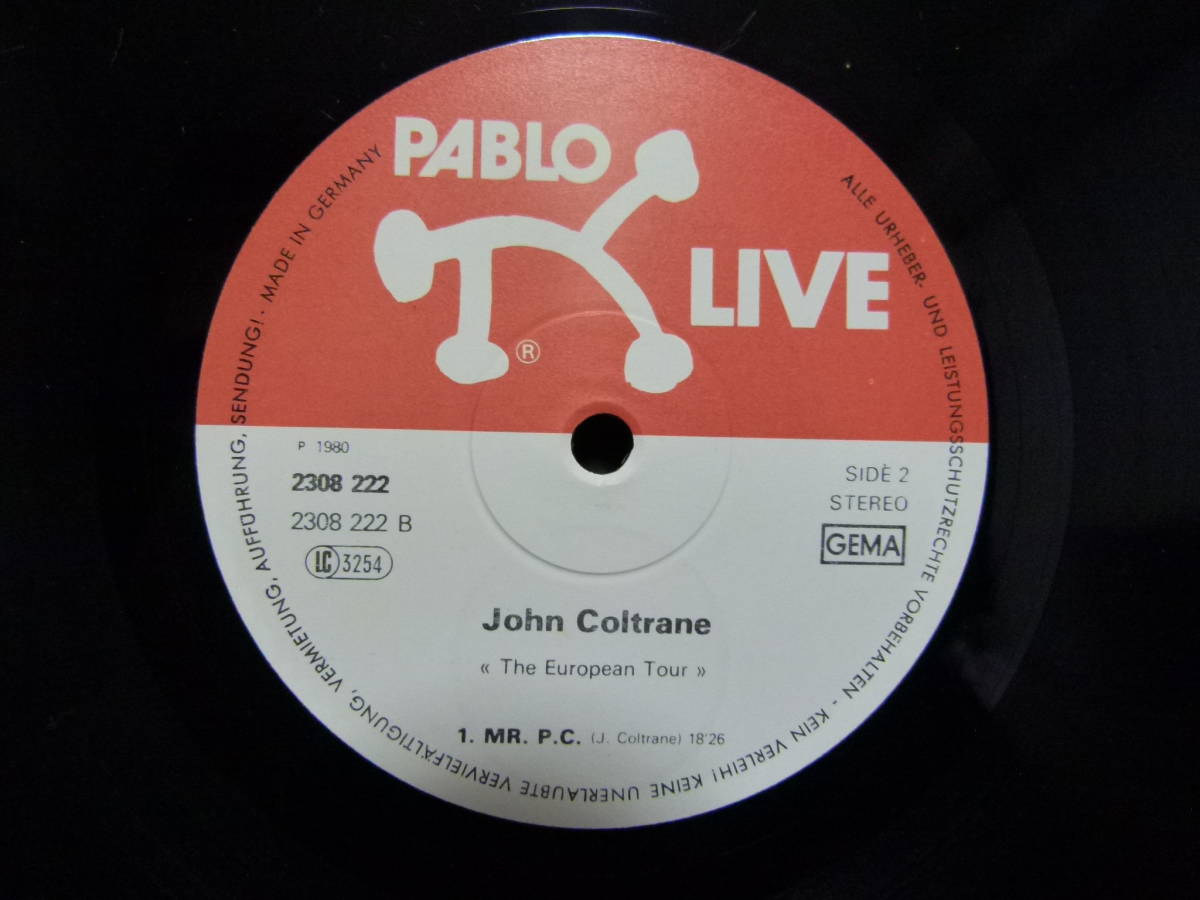 PABLO
LIVE
®
P 1980
2308 222
2308 222 B
LC 3254
SIDE 2
STEREO
GEMA
John Coltrane
« The European Tour »
1. MR. P.C. (J. Coltrane) 18'26
ALLE URHEBER- UND LEISTUNGSSCHUTZRECHTE VORBEHALTEN - KEIN VERLEIH! KEINE UNERLAUBTE VERVIELFÄLTIGUNG, VERMIETUNG, AUFFÜHRUNG, SENDUNG! · MADE IN GERMANY